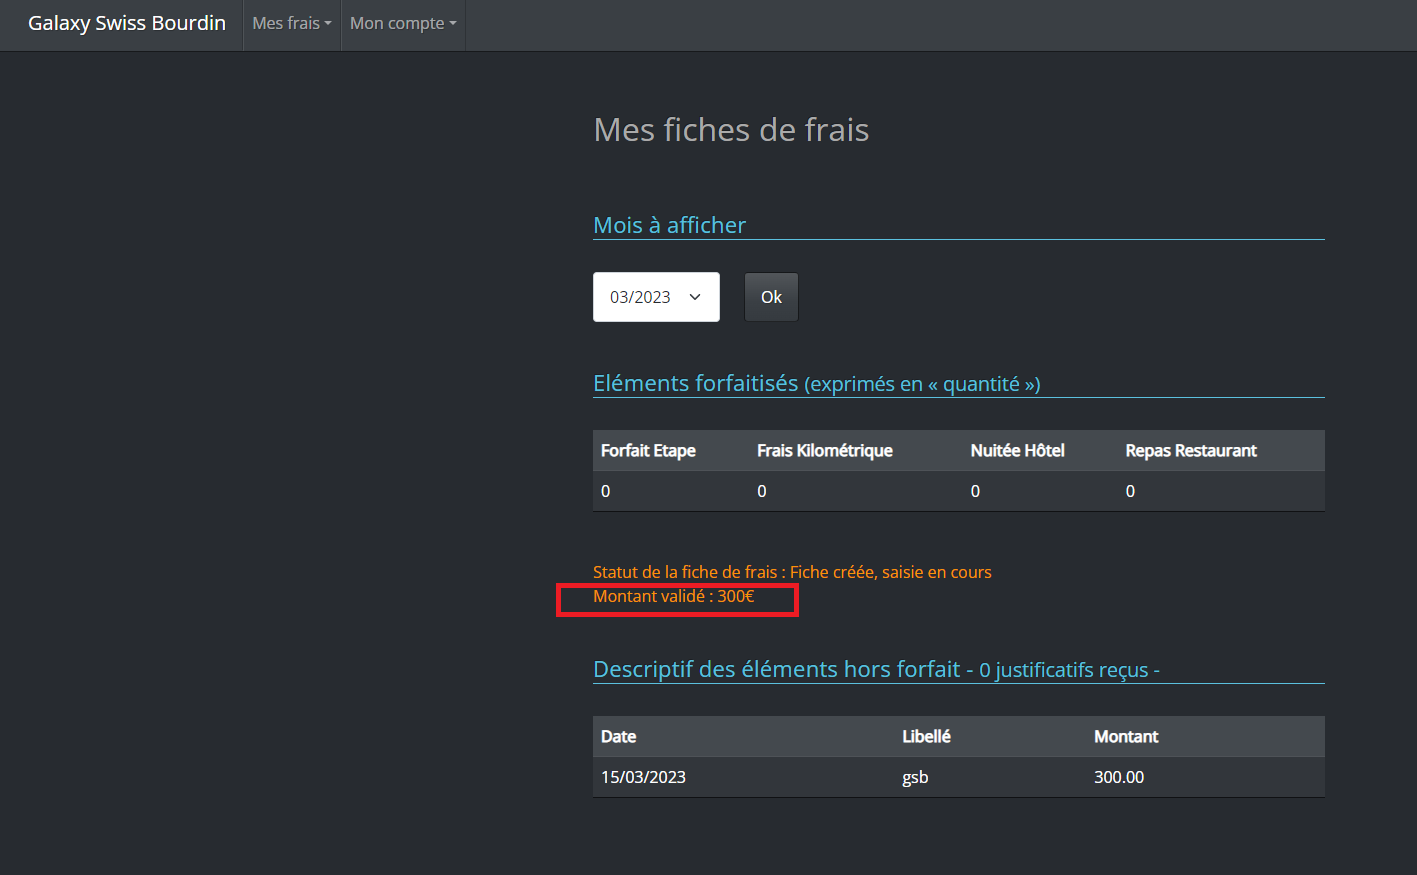 Galaxy Swiss Bourdin Mes frais Mon compte
Mes fiches de frais
Mois à afficher
03/2023 Ok
Eléments forfaitisés (exprimés en « quantité »)
Forfait Etape Frais Kilométrique Nuitée Hôtel Repas Restaurant
0 0 0 0
Statut de la fiche de frais : Fiche créée, saisie en cours
Montant validé : 300€
Descriptif des éléments hors forfait - 0 justificatifs reçus -
Date Libellé Montant
15/03/2023 gsb 300.00